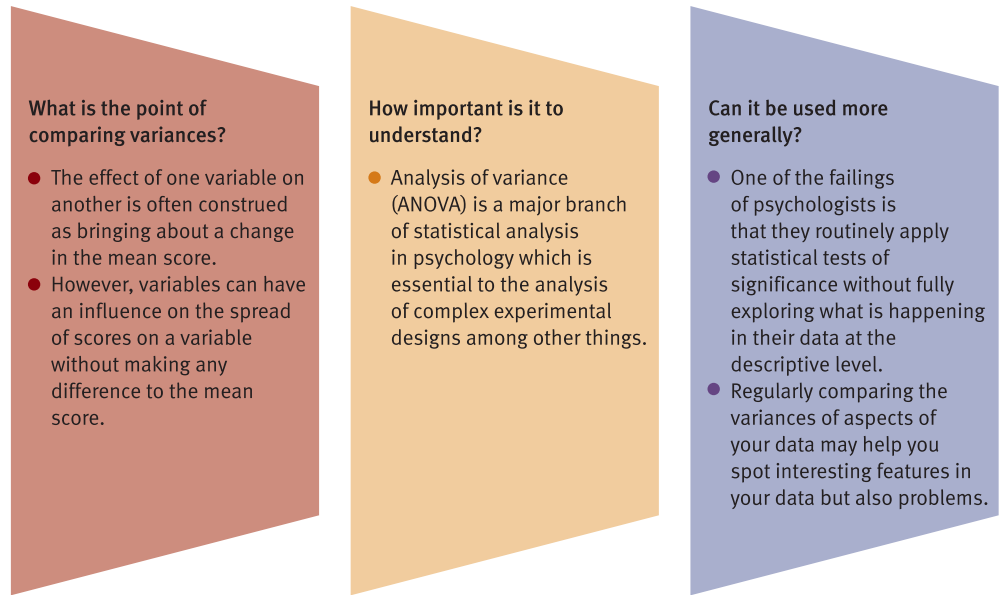 What is the point of
comparing variances?
● The effect of one variable on
another is often construed
as bringing about a change
in the mean score.
● However, variables can have
an influence on the spread
of scores on a variable
without making any
difference to the mean
score.
How important is it to
understand?
● Analysis of variance
(ANOVA) is a major branch
of statistical analysis
in psychology which is
essential to the analysis
of complex experimental
designs among other things.
Can it be used more
generally?
● One of the failings
of psychologists is
that they routinely apply
statistical tests of
significance without fully
exploring what is happening
in their data at the
descriptive level.
● Regularly comparing the
variances of aspects of
your data may help you
spot interesting features in
your data but also problems.